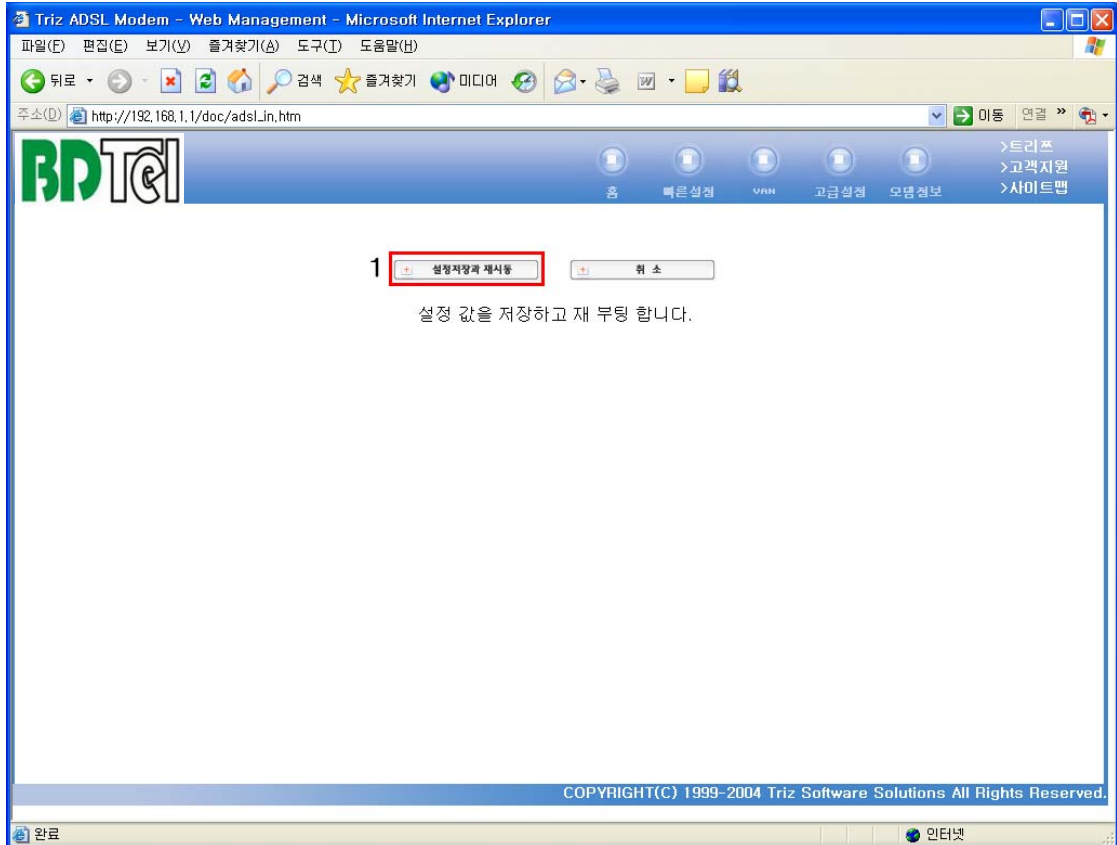 Triz ADSL Modem - Web Management - Microsoft Internet Explorer
파일(F) 편집(E) 보기(V) 즐겨찾기(A) 도구(T) 도움말(H)
뒤로 검색 즐겨찾기 미디어
주소(D) http://192.168.1.1/doc/adsl_in.htm 이동 연결 »
BDTel
홈 빠른설정 VAN 고급설정 모뎀정보
>트리쯔
>고객지원
>사이트맵
1 설정저장과 재시동 취 소
설정 값을 저장하고 재 부팅 합니다.
COPYRIGHT(C) 1999-2004 Triz Software Solutions All Rights Reserved.
완료 인터넷